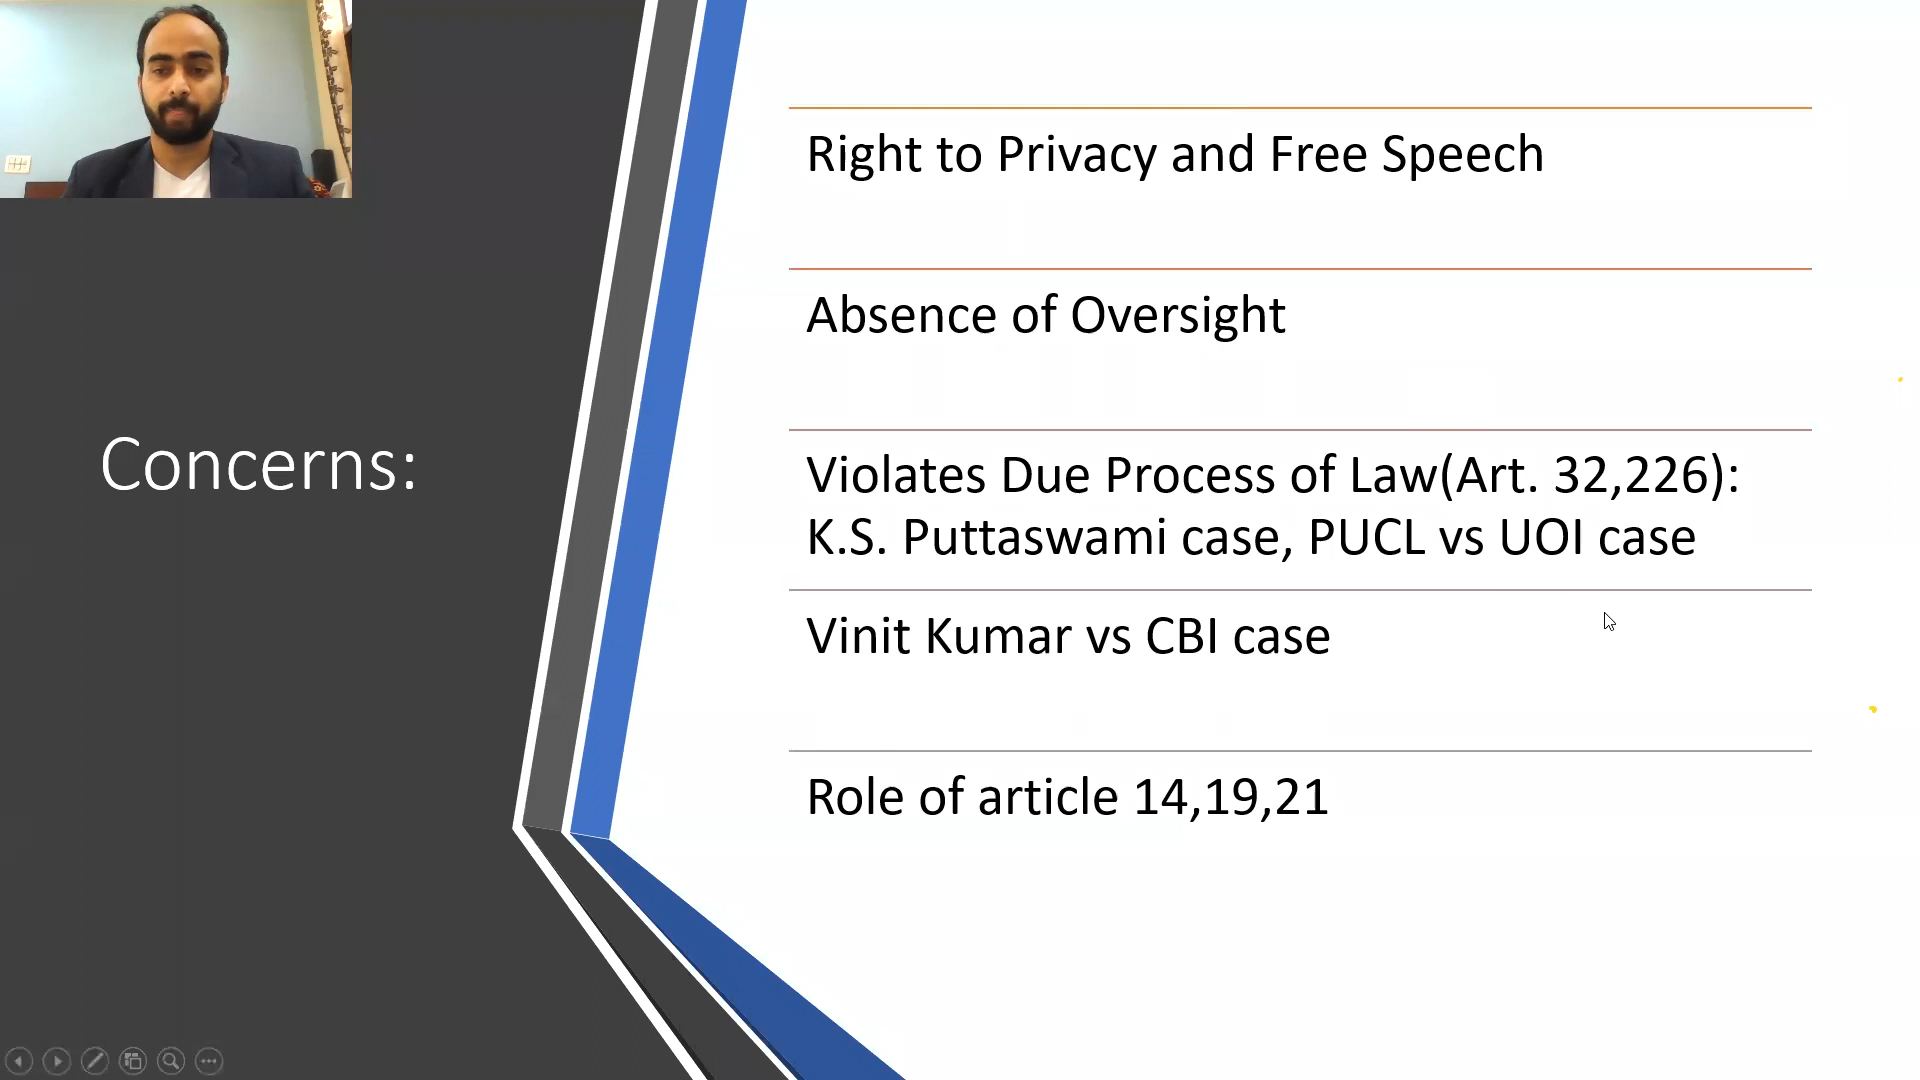 Concerns:
Right to Privacy and Free Speech
Absence of Oversight
Violates Due Process of Law(Art. 32,226):
K.S. Puttaswami case, PUCL vs UOI case
Vinit Kumar vs CBI case
Role of article 14,19,21